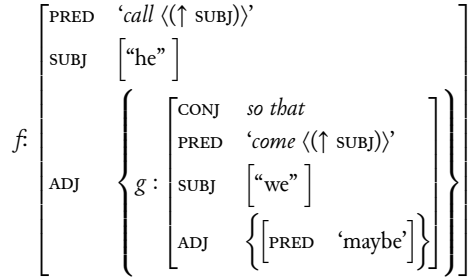 PRED ‘call ⟨(↑ SUBJ)⟩’
SUBJ [“he” ]
CONJ so that
f: PRED ‘come ⟨(↑ SUBJ)⟩’
ADJ { g : SUBJ [“we” ] }
ADJ {[PRED ‘maybe’]}